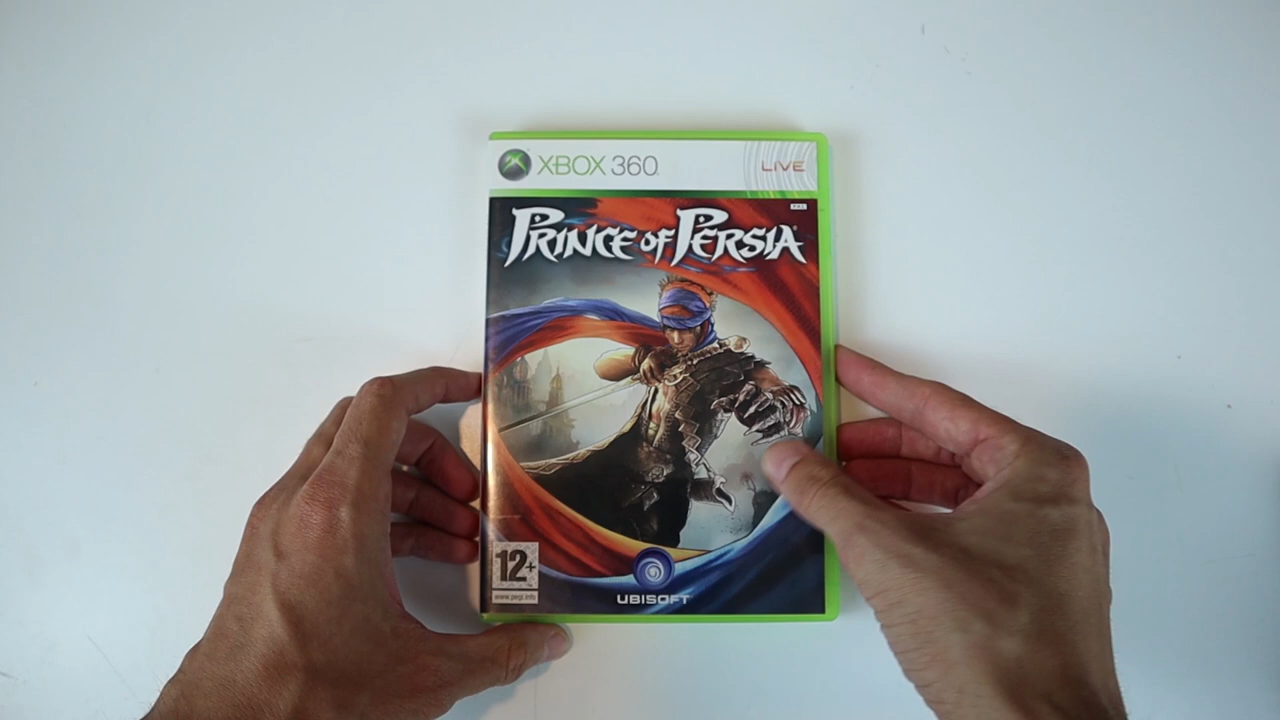 XBOX 360 LIVE
PAL
PRINCE OF PERSIA
12+
www.pegi.info
UBISOFT